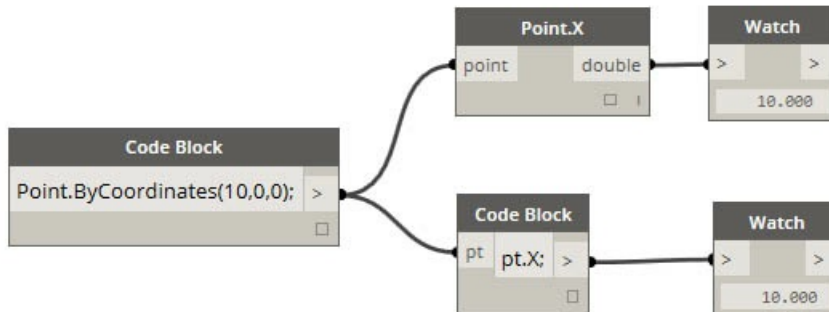 Point.X
point double
Watch
> >
10.000
Code Block
Point.ByCoordinates(10,0,0); >
Code Block
pt pt.X; >
Watch
> >
10.000